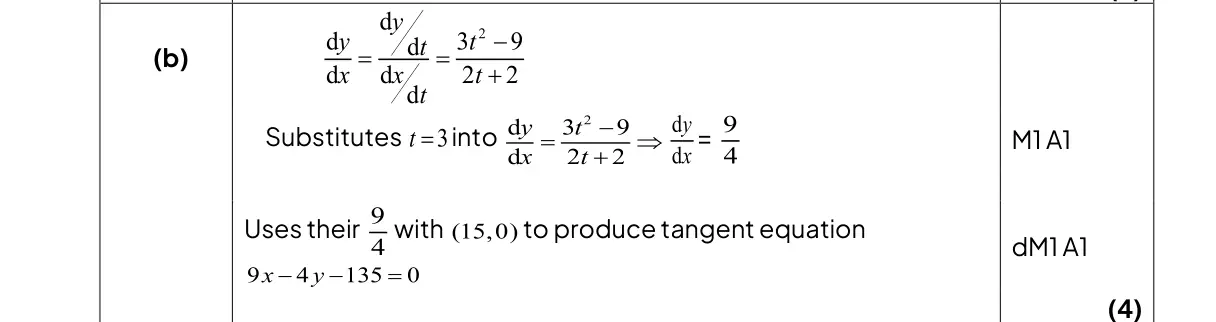 (b)
dy/dx = (dy/dt)/(dx/dt) = (3t² − 9)/(2t + 2)
Substitutes t = 3 into dy/dx = (3t² − 9)/(2t + 2) ⇒ dy/dx = 9/4
M1 A1
Uses their 9/4 with (15, 0) to produce tangent equation
dM1 A1
9x − 4y − 135 = 0
(4)